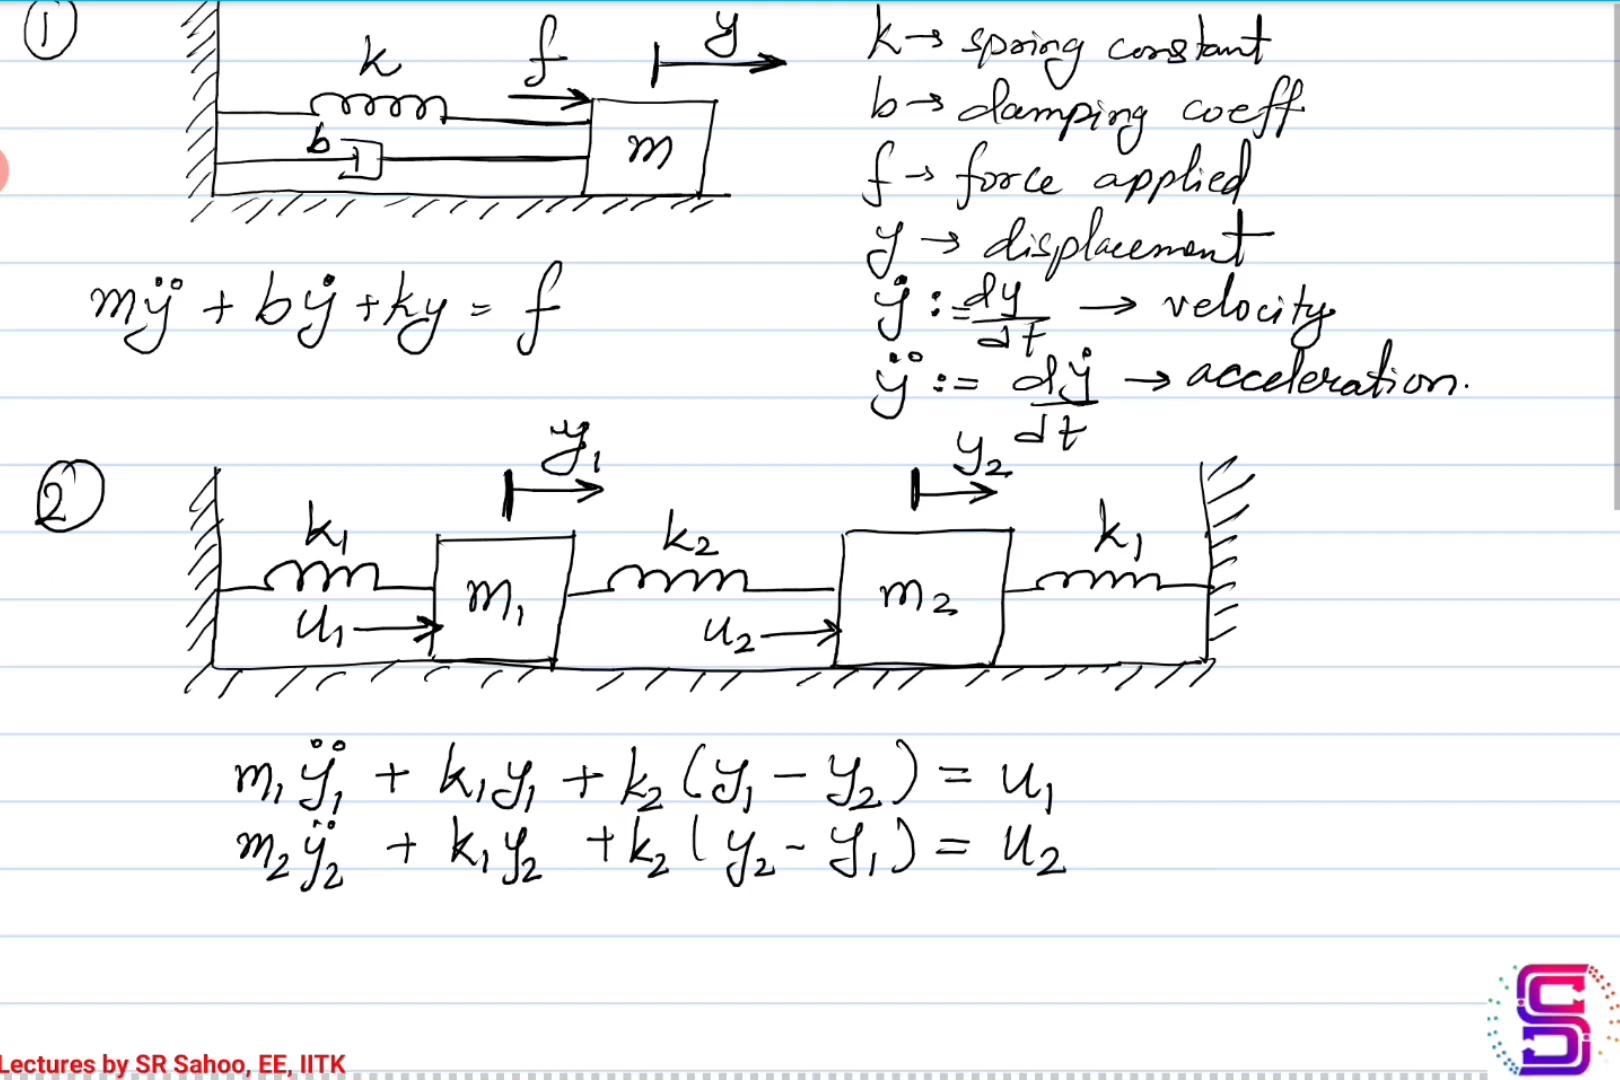 ①
k
f
y
b
m
k → spring constant
b → damping coeff
f → force applied
y → displacement
ẏ := dy/dt → velocity
ÿ := dẏ/dt → acceleration.
mÿ + bẏ + ky = f
②
y₁
y₂
k₁
k₂
k₁
m₁
m₂
u₁
u₂
m₁ÿ₁ + k₁y₁ + k₂(y₁ - y₂) = u₁
m₂ÿ₂ + k₁y₂ + k₂(y₂ - y₁) = u₂
Lectures by SR Sahoo, EE, IITK